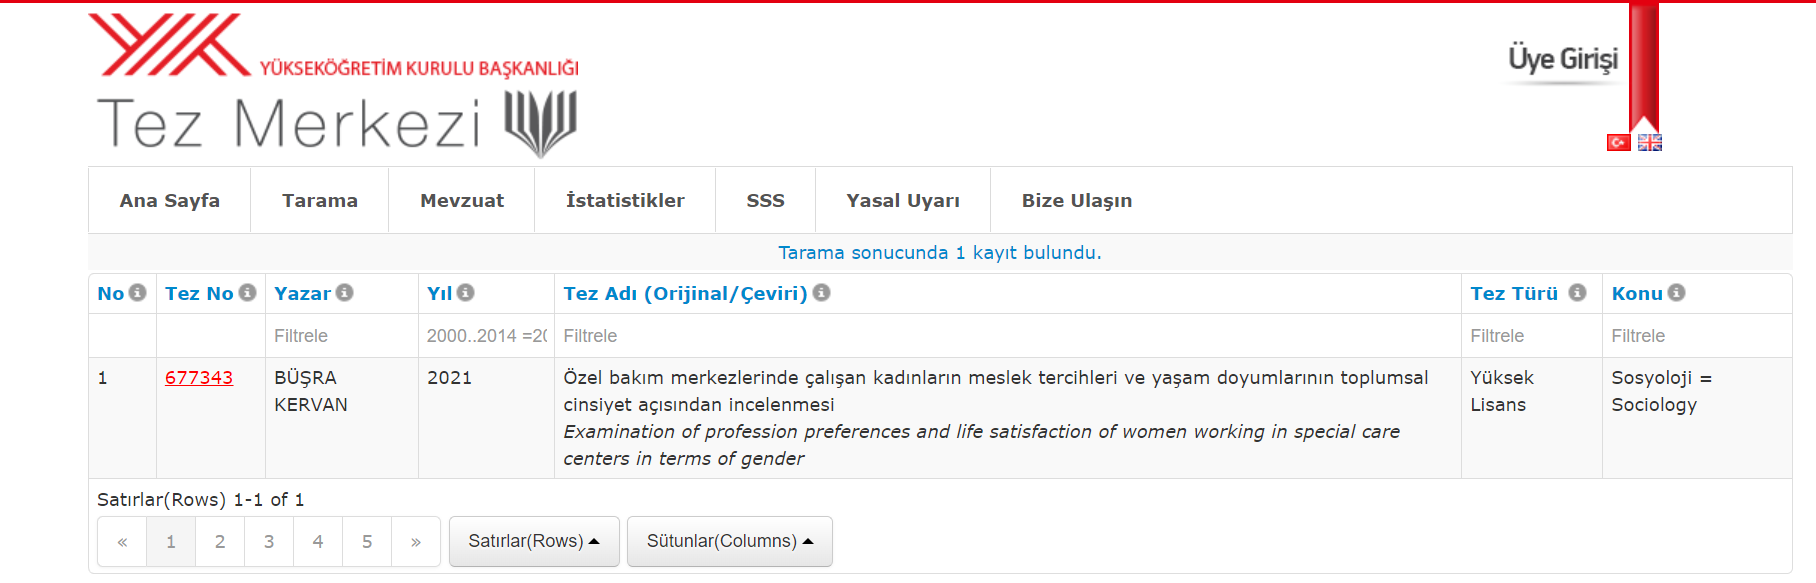 YÜKSEKÖĞRETİM KURULU BAŞKANLIĞI
Tez Merkezi
Üye Girişi
Ana Sayfa Tarama Mevzuat İstatistikler SSS Yasal Uyarı Bize Ulaşın
Tarama sonucunda 1 kayıt bulundu.
No Tez No Yazar Yıl Tez Adı (Orijinal/Çeviri) Tez Türü Konu
Filtrele 2000..2014 =20 Filtrele Filtrele Filtrele
1 677343 BÜŞRA 2021 Özel bakım merkezlerinde çalışan kadınların meslek tercihleri ve yaşam doyumlarının toplumsal Yüksek Sosyoloji =
KERVAN cinsiyet açısından incelenmesi Lisans Sociology
Examination of profession preferences and life satisfaction of women working in special care
centers in terms of gender
Satırlar(Rows) 1-1 of 1
« 1 2 3 4 5 » Satırlar(Rows) Sütunlar(Columns)